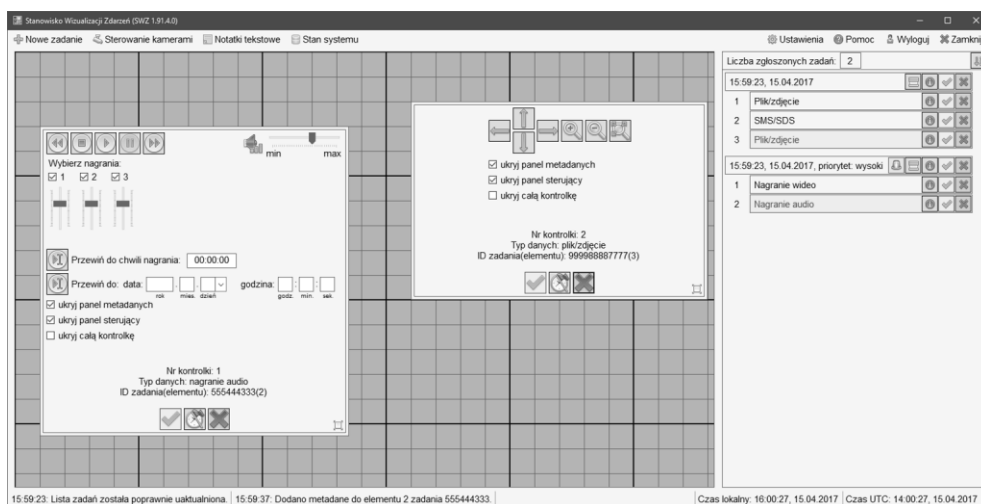 Stanowisko Wizualizacji Zdarzeń (SWZ 1.91.4.0)
Nowe zadanie Sterowanie kamerami Notatki tekstowe Stan systemu Ustawienia Pomoc Wyloguj Zamknij
Liczba zgłoszonych zadań: 2
15:59:23, 15.04.2017
1 Plik/zdjęcie
2 SMS/SDS
3 Plik/zdjęcie
15:59:23, 15.04.2017, priorytet: wysoki
1 Nagranie wideo
2 Nagranie audio
min max
Wybierz nagrania:
1 2 3
Przewiń do chwili nagrania: 00:00:00
Przewiń do: data: . . godzina: : :
rok mies. dzień godz. min. sek.
ukryj panel metadanych
ukryj panel sterujący
ukryj całą kontrolkę
Nr kontrolki: 1
Typ danych: nagranie audio
ID zadania(elementu): 555444333(2)
ukryj panel metadanych
ukryj panel sterujący
ukryj całą kontrolkę
Nr kontrolki: 2
Typ danych: plik/zdjęcie
ID zadania(elementu): 999988887777(3)
15:59:23: Lista zadań została poprawnie uaktualniona. 15:59:37: Dodano metadane do elementu 2 zadania 555444333. Czas lokalny: 16:00:27, 15.04.2017 Czas UTC: 14:00:27, 15.04.2017